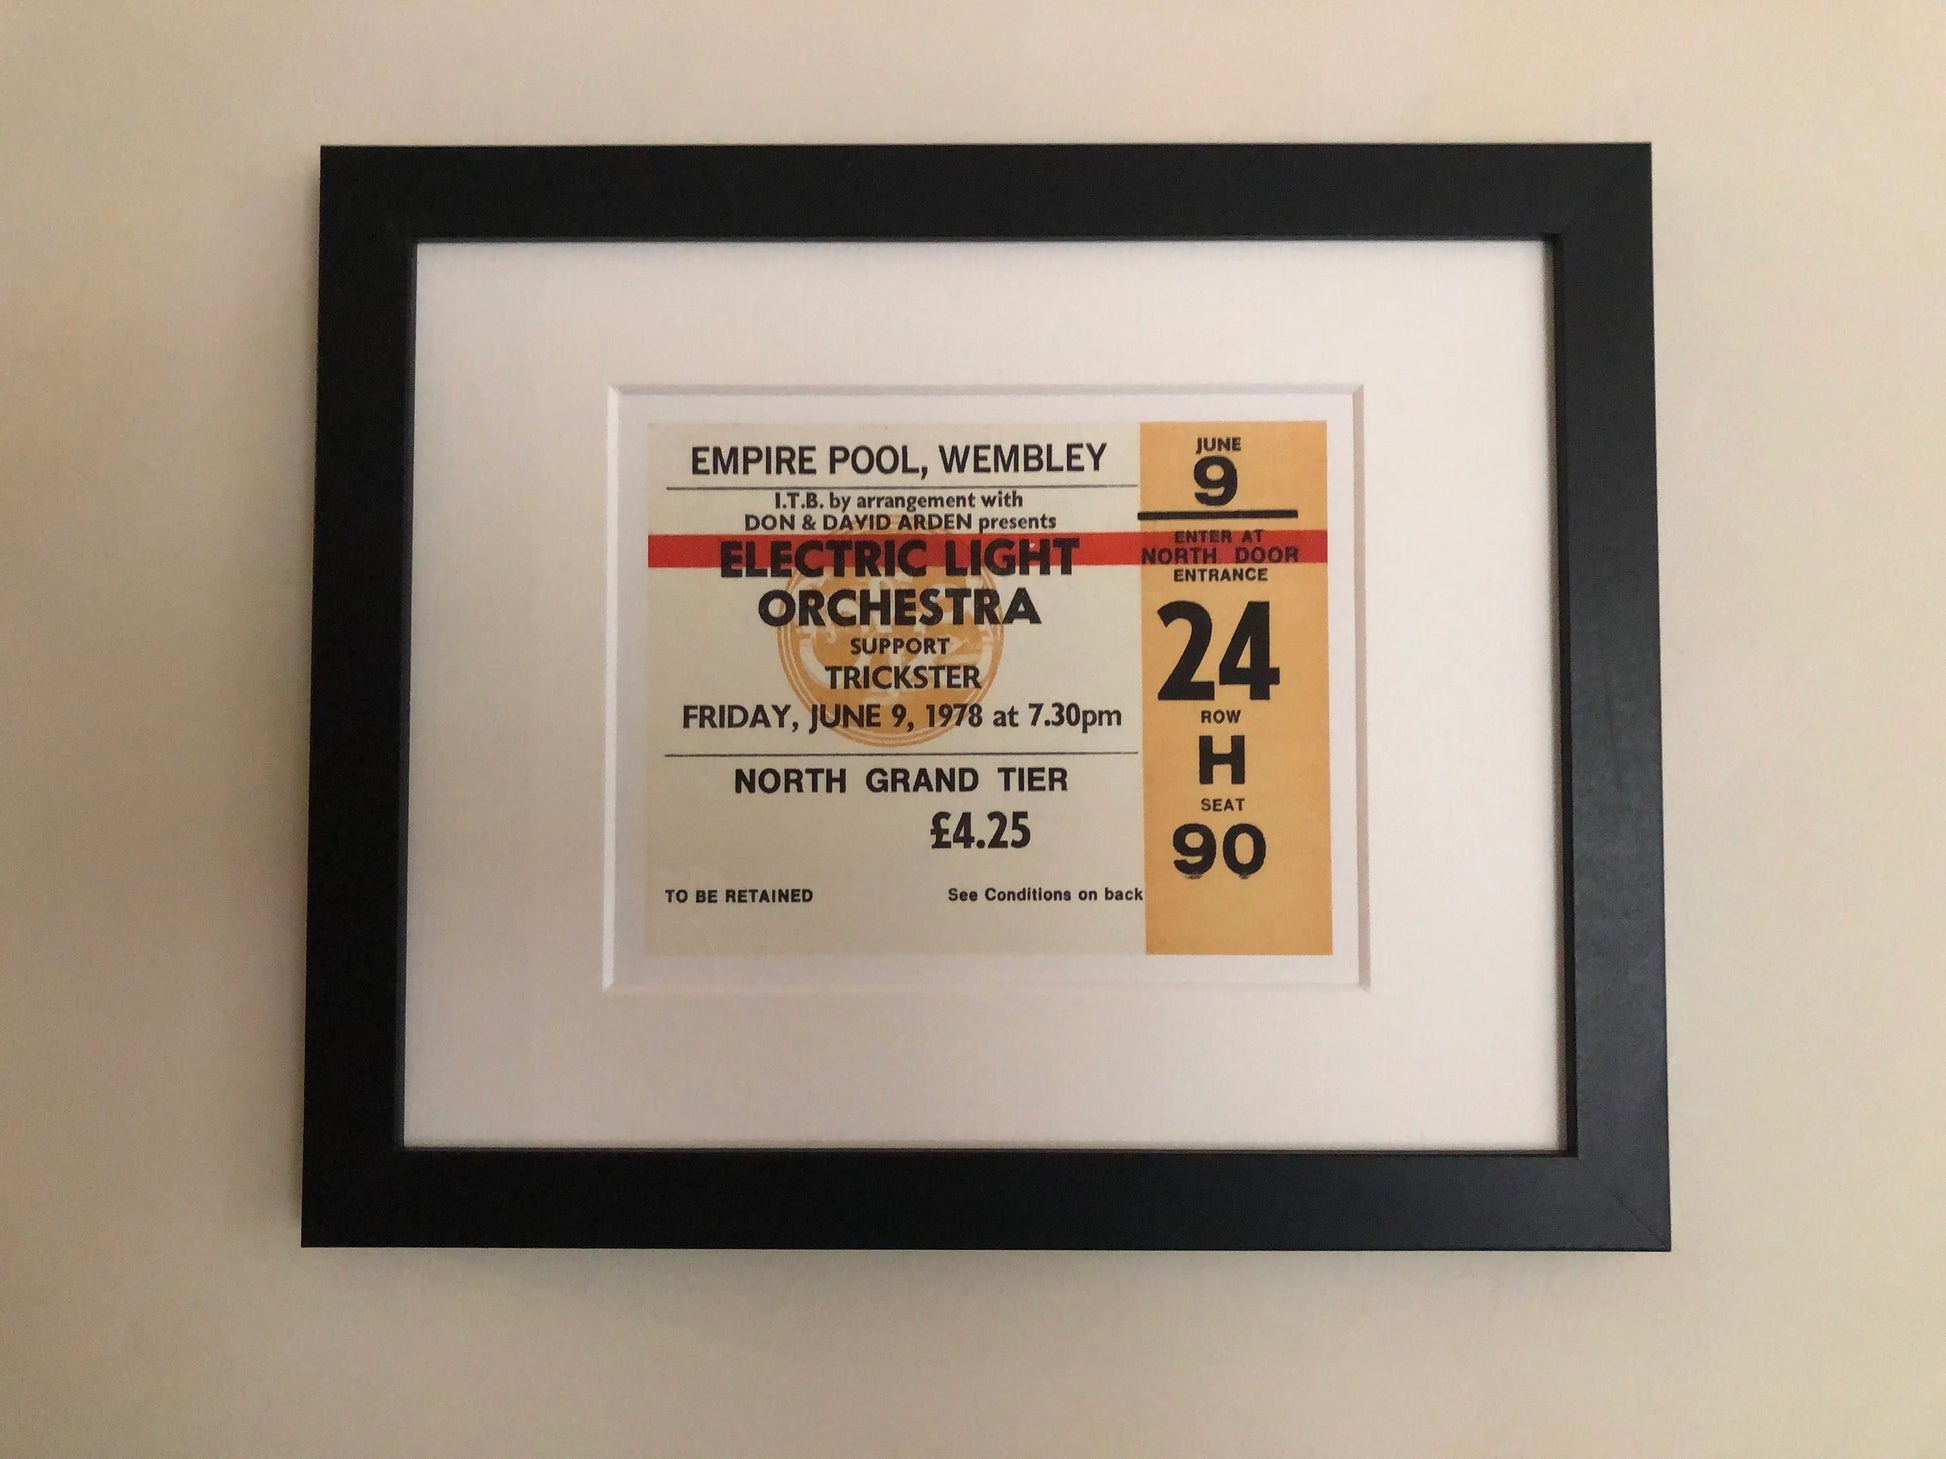 EMPIRE POOL, WEMBLEY
I.T.B. by arrangement with
DON & DAVID ARDEN presents
ELECTRIC LIGHT
ORCHESTRA
SUPPORT
TRICKSTER
FRIDAY, JUNE 9, 1978 at 7.30pm
NORTH GRAND TIER
£4.25
TO BE RETAINED
See Conditions on back
JUNE
9
ENTER AT
NORTH DOOR
ENTRANCE
24
ROW
H
SEAT
90